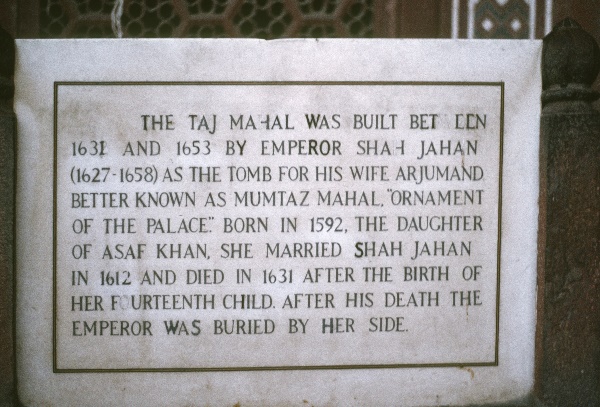 THE TAJ MAHAL WAS BUILT BETWEEN
1631 AND 1653 BY EMPEROR SHAH JAHAN
(1627-1658) AS THE TOMB FOR HIS WIFE ARJUMAND
BETTER KNOWN AS MUMTAZ MAHAL, "ORNAMENT
OF THE PALACE". BORN IN 1592, THE DAUGHTER
OF ASAF KHAN, SHE MARRIED SHAH JAHAN
IN 1612 AND DIED IN 1631 AFTER THE BIRTH OF
HER FOURTEENTH CHILD. AFTER HIS DEATH THE
EMPEROR WAS BURIED BY HER SIDE.